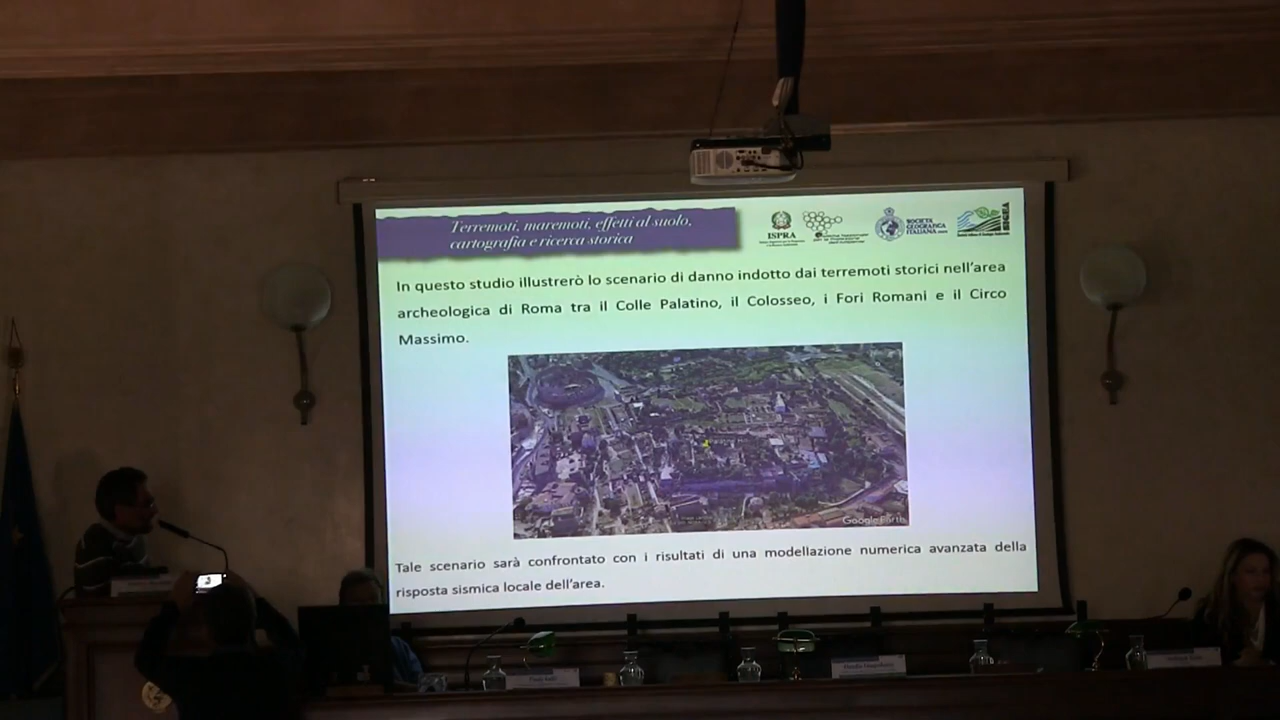 Terremoti, maremoti, effetti al suolo,
cartografia e ricerca storica
ISPRA
SOCIETÀ
GEOGRAFICA
ITALIANA
SIGEA
In questo studio illustrerò lo scenario di danno indotto dai terremoti storici nell'area
archeologica di Roma tra il Colle Palatino, il Colosseo, i Fori Romani e il Circo
Massimo.
Google Earth
Tale scenario sarà confrontato con i risultati di una modellazione numerica avanzata della
risposta sismica locale dell'area.